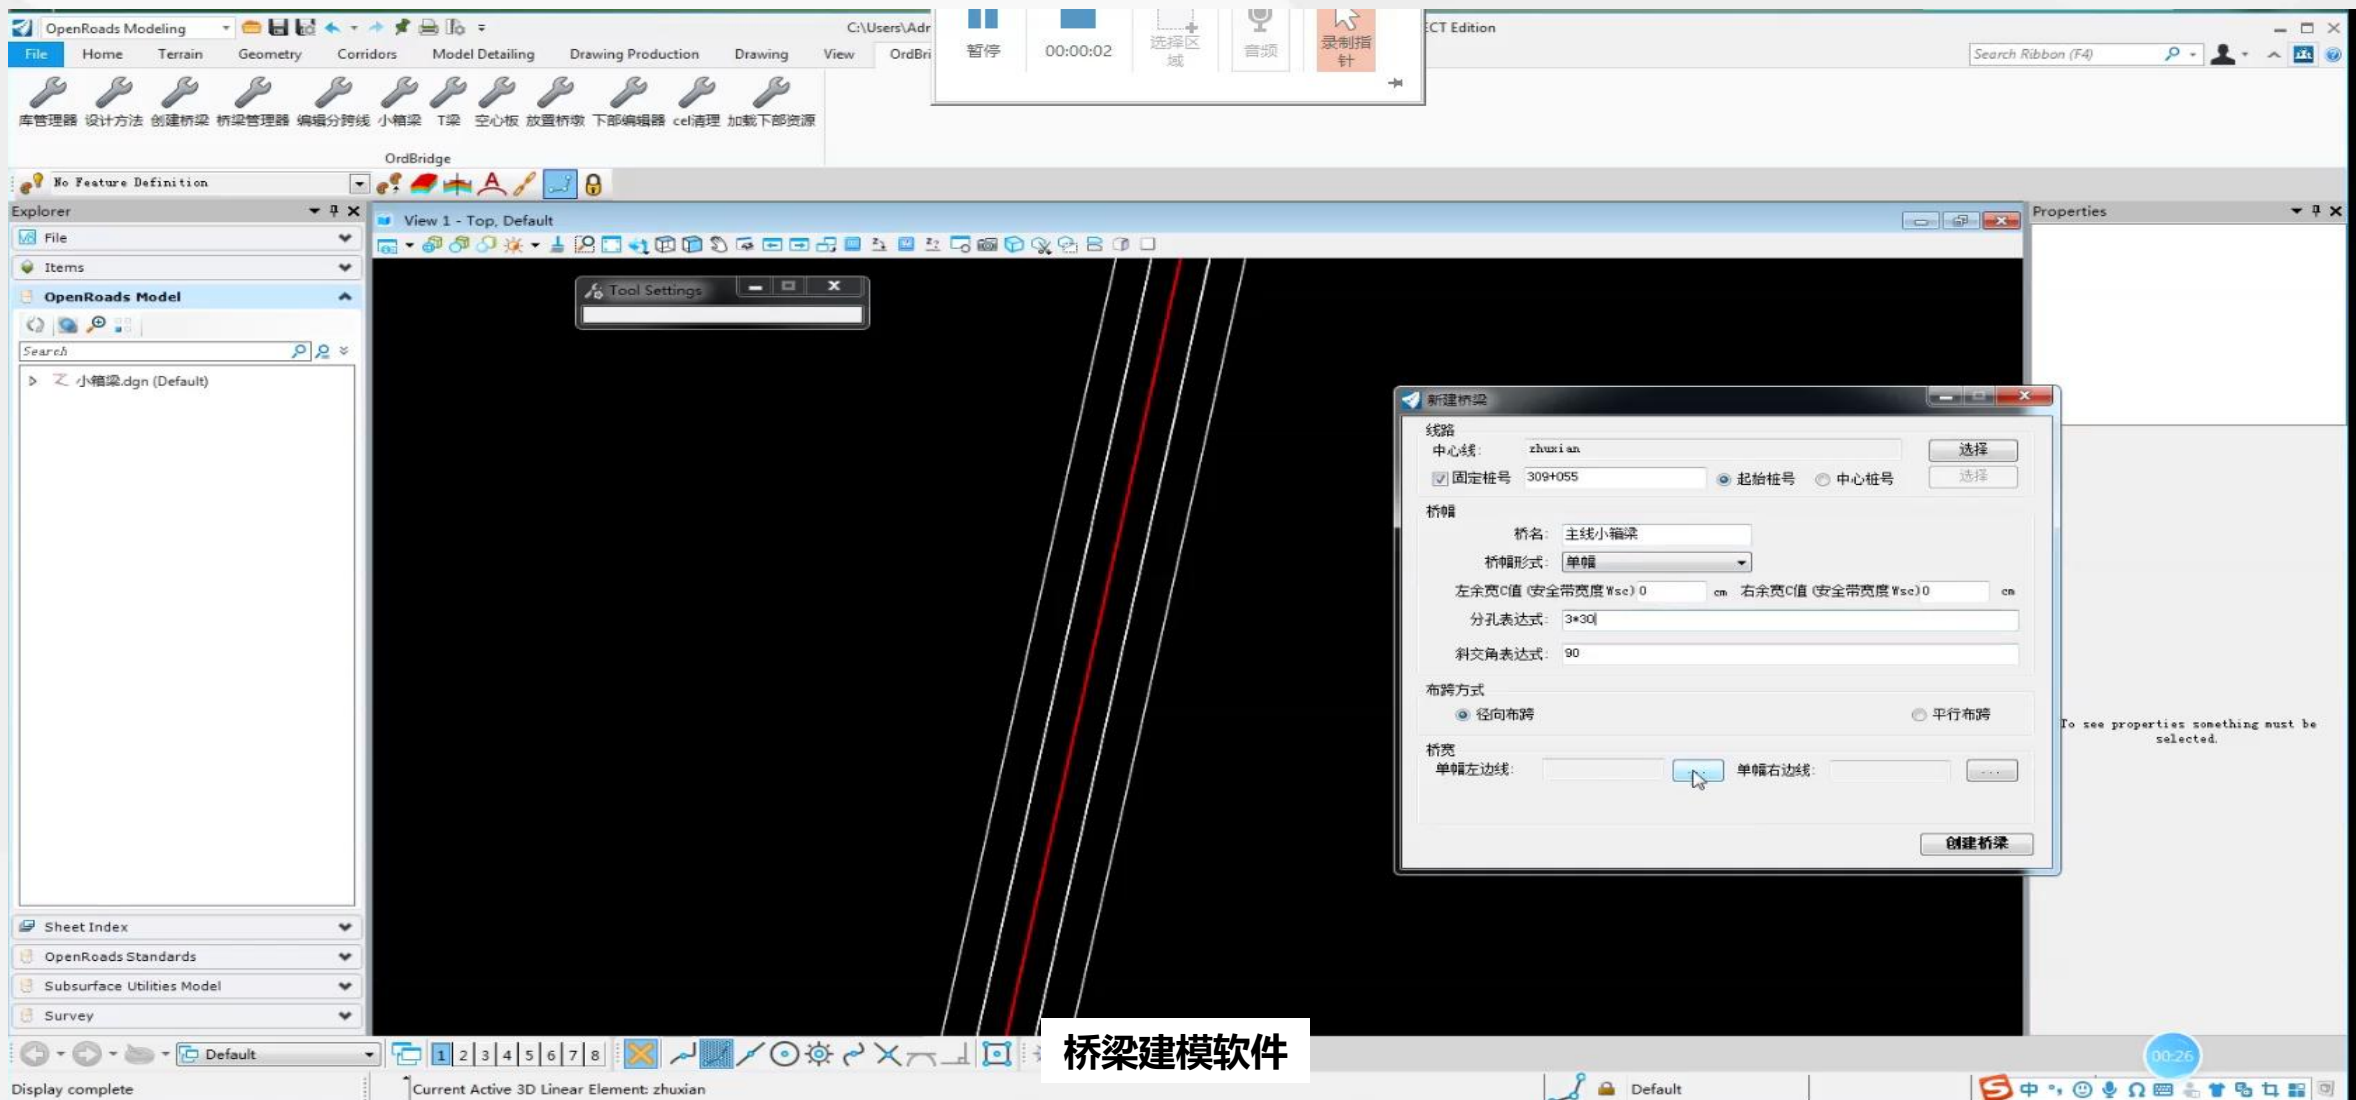 OpenRoads Modeling
C:\Users\Adr
ECT Edition
File Home Terrain Geometry Corridors Model Detailing Drawing Production Drawing View OrdBri
Search Ribbon (F4)
暂停
00:00:02
选择区域
音频
录制指针
库管理器 设计方法 创建桥梁 桥梁管理器 编辑分跨线 小箱梁 T梁 空心板 放置桥墩 下部编辑器 cel清理 加载下部资源
OrdBridge
No Feature Definition
Explorer
File
Items
OpenRoads Model
Search
小箱梁.dgn (Default)
Sheet Index
OpenRoads Standards
Subsurface Utilities Model
Survey
View 1 - Top, Default
Tool Settings
Properties
To see properties something must be
selected.
新建桥梁
线路
中心线: zhuxian 选择
固定桩号 309+055 起始桩号 中心桩号 选择
桥幅
桥名: 主线小箱梁
桥幅形式: 单幅
左余宽C值(安全带宽度Wsc) 0 cm 右余宽C值(安全带宽度Wsc) 0 cm
分孔表达式: 3*30
斜交角表达式: 90
布跨方式
径向布跨 平行布跨
桥宽
单幅左边线: ... 单幅右边线: ...
创建桥梁
Default
1 2 3 4 5 6 7 8
桥梁建模软件
00:26
Display complete
Current Active 3D Linear Element: zhuxian
Default
中